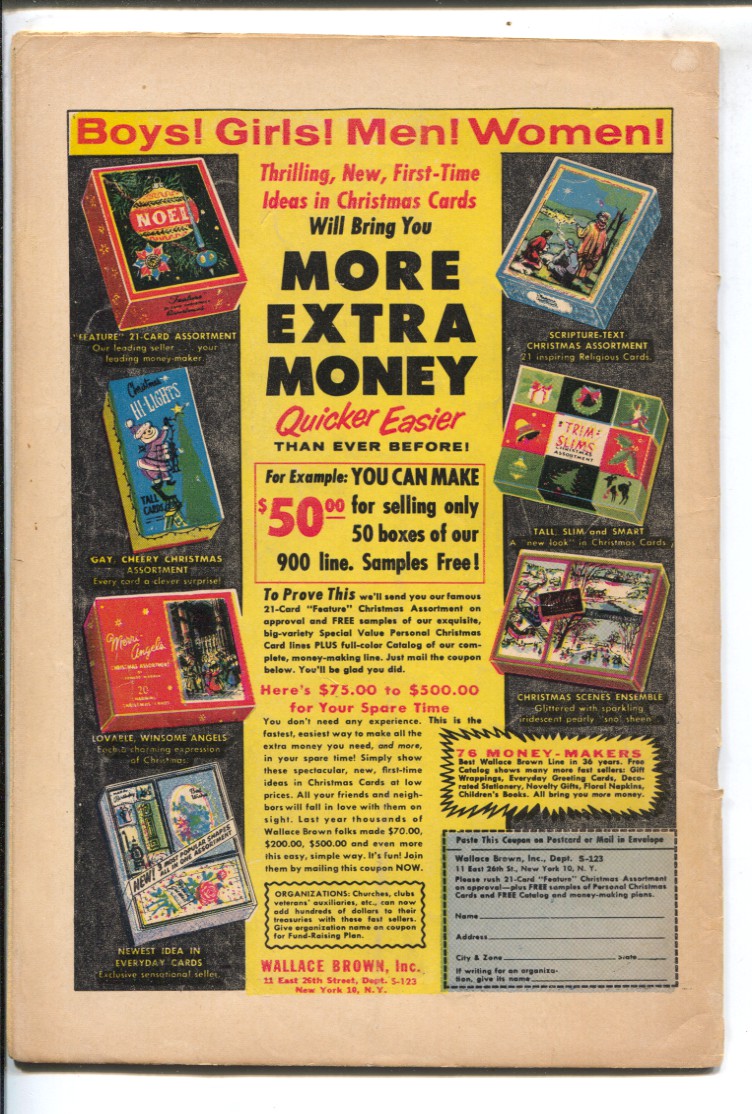 Boys! Girls! Men! Women!
NOEL
Feature
"FEATURE" 21-CARD ASSORTMENT
Our leading seller . . . your
leading money-maker.
Christmas
HI-LIGHTS
TALL
CARDS
GAY, CHEERY CHRISTMAS
ASSORTMENT
Every card a clever surprise!
Merri
Angels
CHRISTMAS ASSORTMENT
20
CHRISTMAS CARDS
LOVABLE, WINSOME ANGELS
Each a charming expression
of Christmas.
NEW! 4 MOST POPULAR SHAPES
ALL IN ONE ASSORTMENT
NEWEST IDEA IN
EVERYDAY CARDS
Exclusive sensational seller.
Thrilling, New, First-Time
Ideas in Christmas Cards
Will Bring You
MORE
EXTRA
MONEY
Quicker Easier
THAN EVER BEFORE!
For Example: YOU CAN MAKE
$50.00 for selling only
50 boxes of our
900 line. Samples Free!
To Prove This we'll send you our famous
21-Card "Feature" Christmas Assortment on
approval and FREE samples of our exquisite,
big-variety Special Value Personal Christmas
Card lines PLUS full-color Catalog of our com-
plete, money-making line. Just mail the coupon
below. You'll be glad you did.
Here's $75.00 to $500.00
for Your Spare Time
You don't need any experience. This is the
fastest, easiest way to make all the
extra money you need, and more,
in your spare time! Simply show
these spectacular, new, first-time
ideas in Christmas Cards at low
prices. All your friends and neigh-
bors will fall in love with them on
sight. Last year thousands of
Wallace Brown folks made $70.00,
$200.00, $500.00 and even more
this easy, simple way. It's fun! Join
them by mailing this coupon NOW.
ORGANIZATIONS: Churches, clubs
veterans' auxiliaries, etc., can now
add hundreds of dollars to their
treasuries with these fast sellers.
Give organization name on coupon
for Fund-Raising Plan.
WALLACE BROWN, Inc.
11 East 26th Street, Dept. S-123
New York 10, N.Y.
SCRIPTURE-TEXT
CHRISTMAS ASSORTMENT
21 inspiring Religious Cards.
TRIM
SLIMS
CHRISTMAS
ASSORTMENT
TALL, SLIM and SMART
A "new look" in Christmas Cards.
CHRISTMAS SCENES ENSEMBLE
Glittered with sparkling
iridescent pearly "sno" sheen
76 MONEY-MAKERS
Best Wallace Brown Line in 36 years. Free
Catalog shows many more fast sellers: Gift
Wrappings, Everyday Greeting Cards, Deco-
rated Stationery, Novelty Gifts, Floral Napkins,
Children's Books. All bring you more money.
Paste This Coupon on Postcard or Mail in Envelope
Wallace Brown, Inc., Dept. S-123
11 East 26th St., New York 10, N. Y.
Please rush 21-Card "Feature" Christmas Assortment
on approval—plus FREE samples of Personal Christmas
Cards and FREE Catalog and money-making plans.
Name
Address
City & Zone State
If writing for an organiza-
tion, give its name